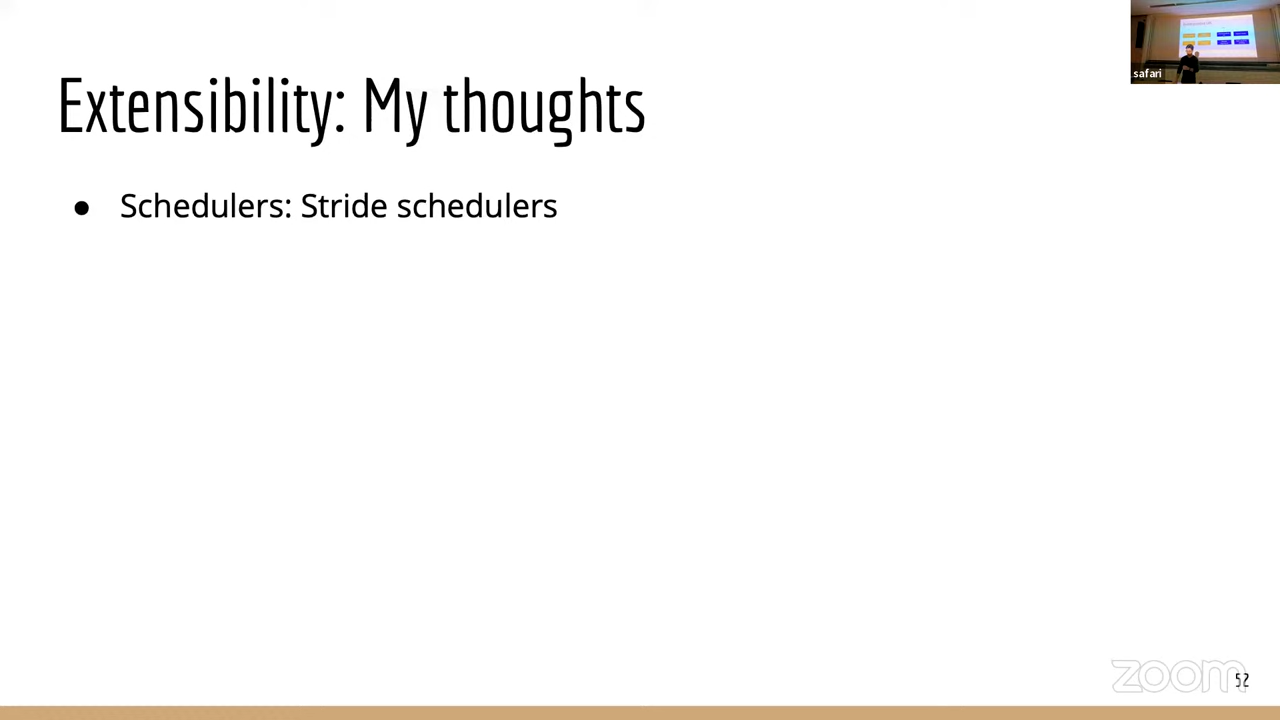 safari
Extensibility: My thoughts
● Schedulers: Stride schedulers
zoom
52